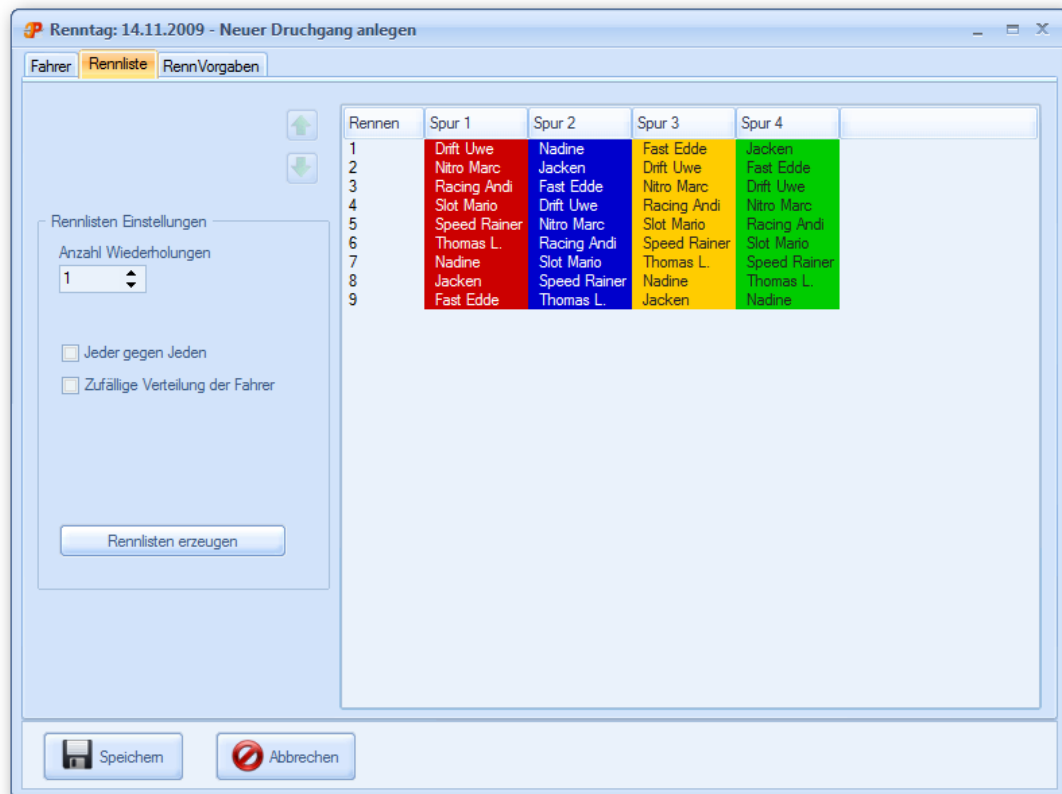 Renntag: 14.11.2009 - Neuer Druchgang anlegen
Fahrer Rennliste RennVorgaben
Rennen Spur 1 Spur 2 Spur 3 Spur 4
1 Drift Uwe Nadine Fast Edde Jacken
2 Nitro Marc Jacken Drift Uwe Fast Edde
3 Racing Andi Fast Edde Nitro Marc Drift Uwe
4 Slot Mario Drift Uwe Racing Andi Nitro Marc
5 Speed Rainer Nitro Marc Slot Mario Racing Andi
6 Thomas L. Racing Andi Speed Rainer Slot Mario
7 Nadine Slot Mario Thomas L. Speed Rainer
8 Jacken Speed Rainer Nadine Thomas L.
9 Fast Edde Thomas L. Jacken Nadine
Rennlisten Einstellungen
Anzahl Wiederholungen
1
Jeder gegen Jeden
Zufällige Verteilung der Fahrer
Rennlisten erzeugen
Speichern Abbrechen